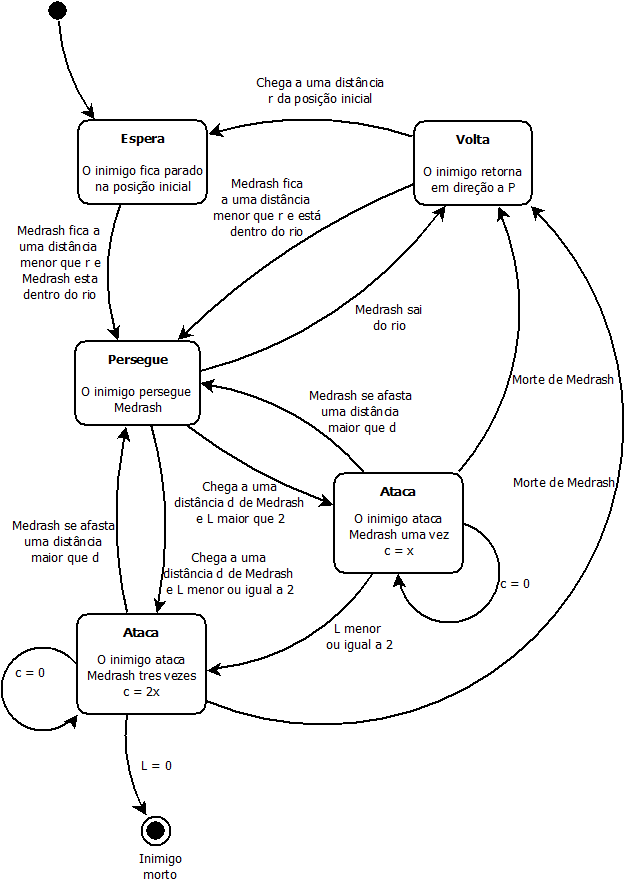 Chega a uma distância
r da posição inicial
Espera
O inimigo fica parado
na posição inicial
Volta
O inimigo retorna
em direção a P
Medrash fica
a uma distância
menor que r e está
dentro do rio
Medrash fica a
uma distância
menor que r e
Medrash esta
dentro do rio
Medrash sai
do rio
Persegue
O inimigo persegue
Medrash
Medrash se afasta
uma distância
maior que d
Morte de Medrash
Chega a uma
distância d de Medrash
e L maior que 2
Ataca
O inimigo ataca
Medrash uma vez
c = x
Morte de Medrash
Medrash se afasta
uma distância
maior que d
Chega a uma
distância d de Medrash
e L menor ou igual a 2
c = 0
L menor
ou igual a 2
Ataca
O inimigo ataca
Medrash tres vezes
c = 2x
c = 0
L = 0
Inimigo
morto